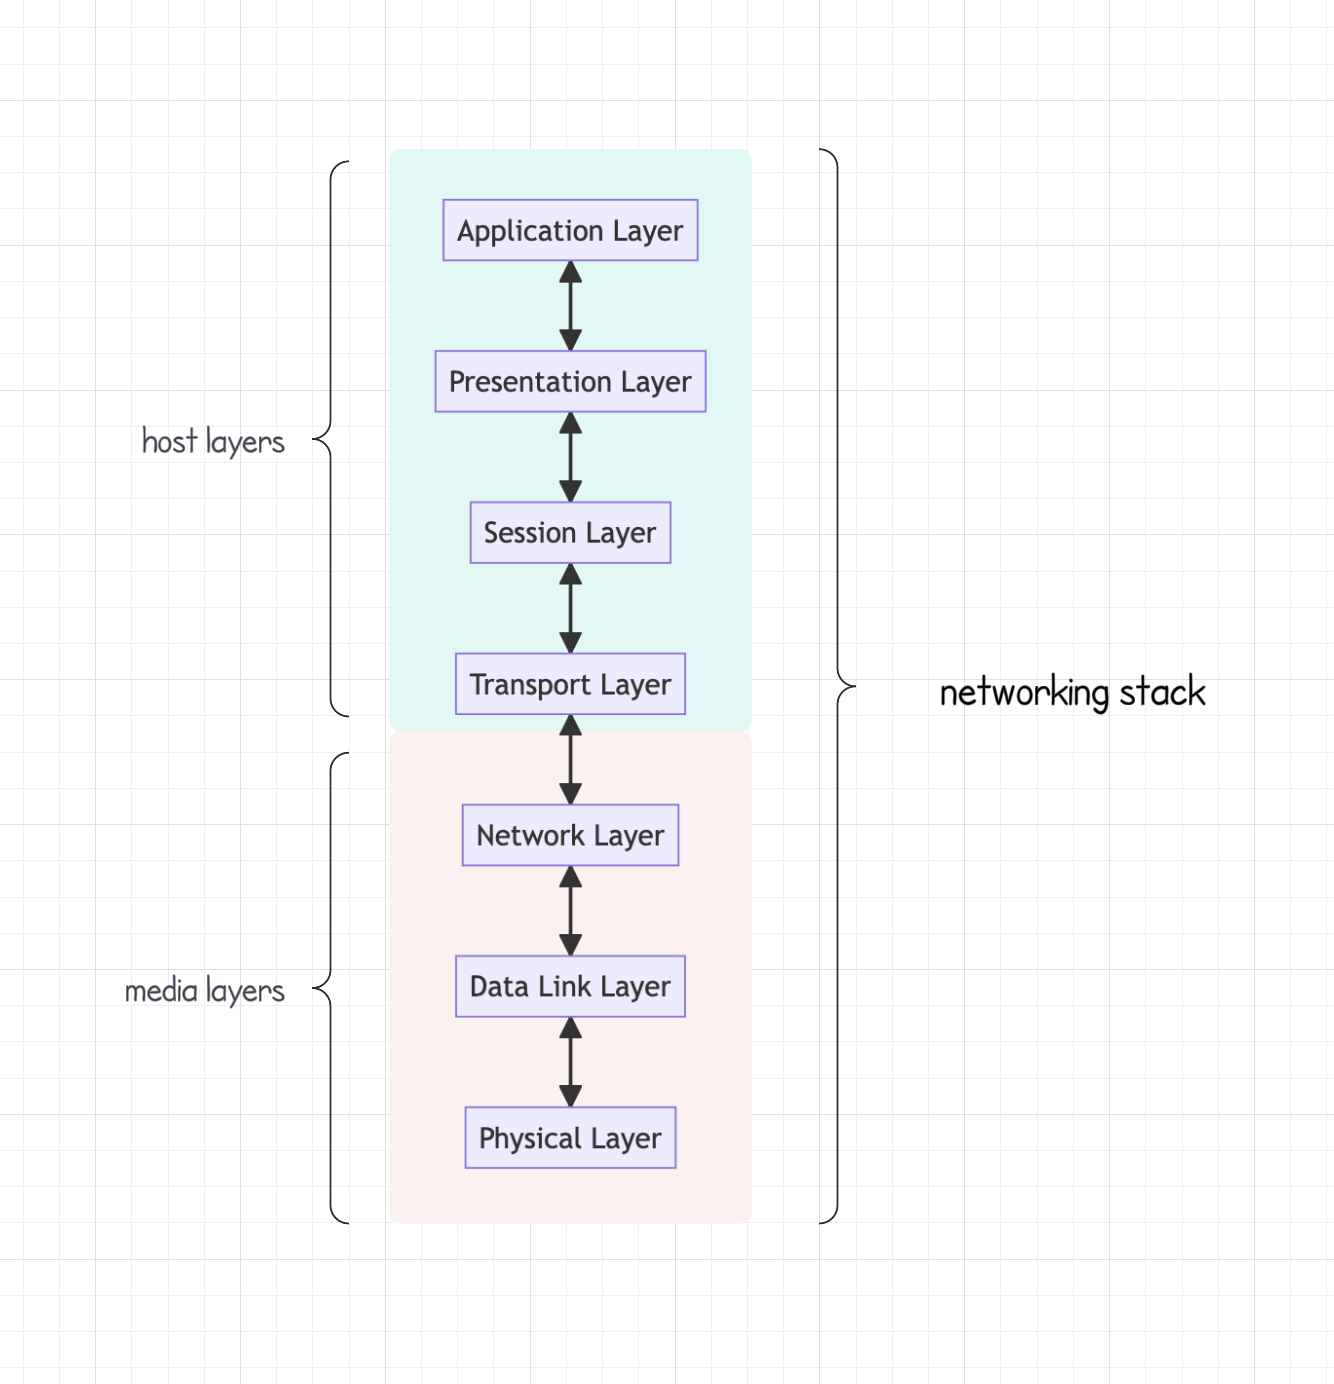 Application Layer
Presentation Layer
host layers
Session Layer
Transport Layer
networking stack
Network Layer
Data Link Layer
media layers
Physical Layer